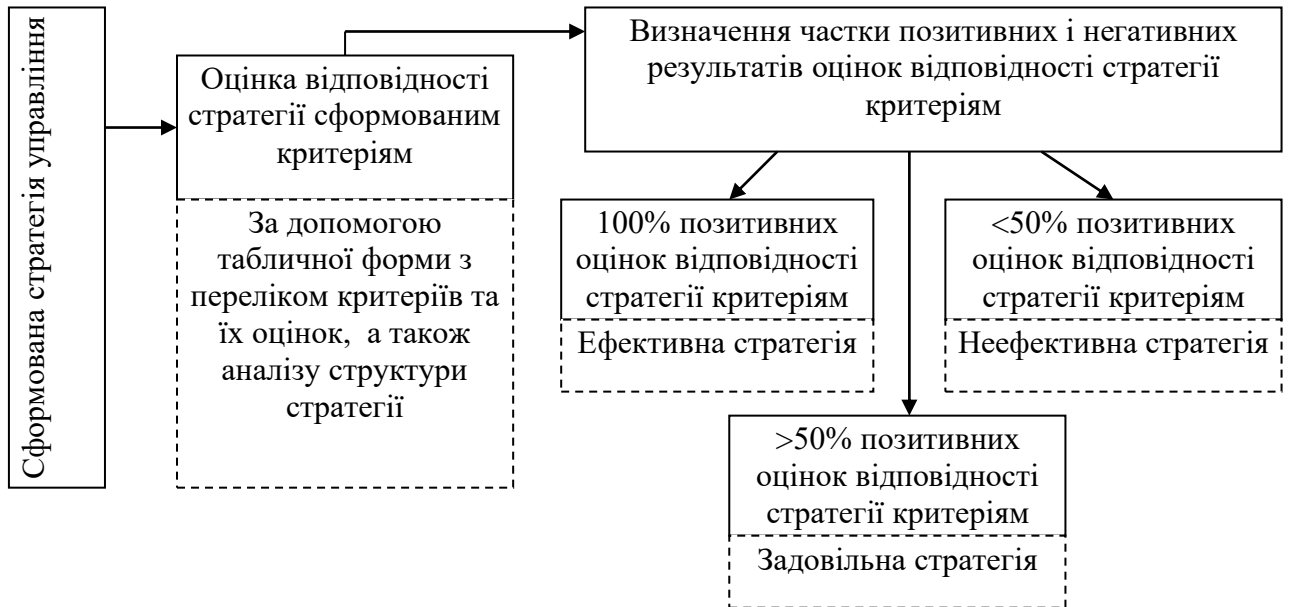 Сформована стратегія управління
Оцінка відповідності
стратегії сформованим
критеріям
За допомогою
табличної форми з
переліком критеріїв та
їх оцінок, а також
аналізу структури
стратегії
Визначення частки позитивних і негативних
результатів оцінок відповідності стратегії
критеріям
100% позитивних
оцінок відповідності
стратегії критеріям
Ефективна стратегія
<50% позитивних
оцінок відповідності
стратегії критеріям
Неефективна стратегія
>50% позитивних
оцінок відповідності
стратегії критеріям
Задовільна стратегія